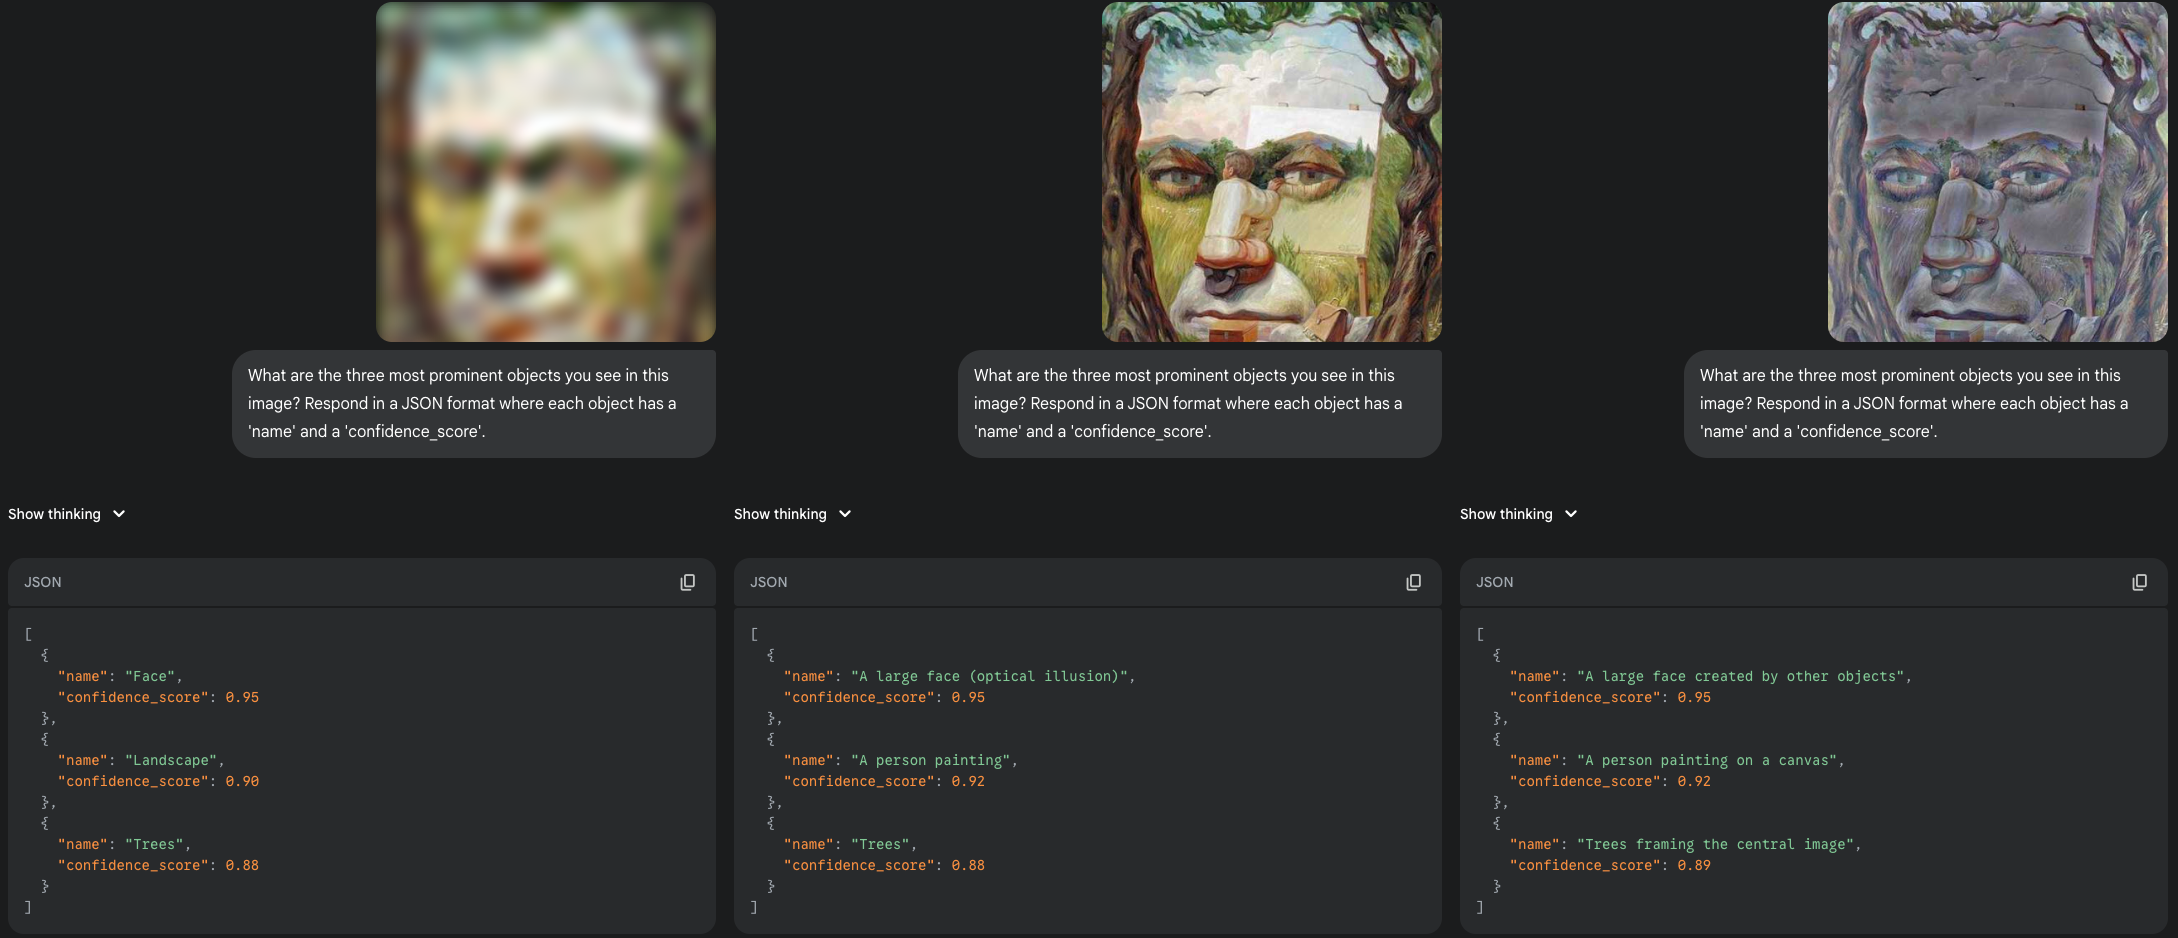 What are the three most prominent objects you see in this
image? Respond in a JSON format where each object has a
'name' and a 'confidence_score'.
Show thinking
JSON
[
  {
    "name": "Face",
    "confidence_score": 0.95
  },
  {
    "name": "Landscape",
    "confidence_score": 0.90
  },
  {
    "name": "Trees",
    "confidence_score": 0.88
  }
]
What are the three most prominent objects you see in this
image? Respond in a JSON format where each object has a
'name' and a 'confidence_score'.
Show thinking
JSON
[
  {
    "name": "A large face (optical illusion)",
    "confidence_score": 0.95
  },
  {
    "name": "A person painting",
    "confidence_score": 0.92
  },
  {
    "name": "Trees",
    "confidence_score": 0.88
  }
]
What are the three most prominent objects you see in this
image? Respond in a JSON format where each object has a
'name' and a 'confidence_score'.
Show thinking
JSON
[
  {
    "name": "A large face created by other objects",
    "confidence_score": 0.95
  },
  {
    "name": "A person painting on a canvas",
    "confidence_score": 0.92
  },
  {
    "name": "Trees framing the central image",
    "confidence_score": 0.89
  }
]